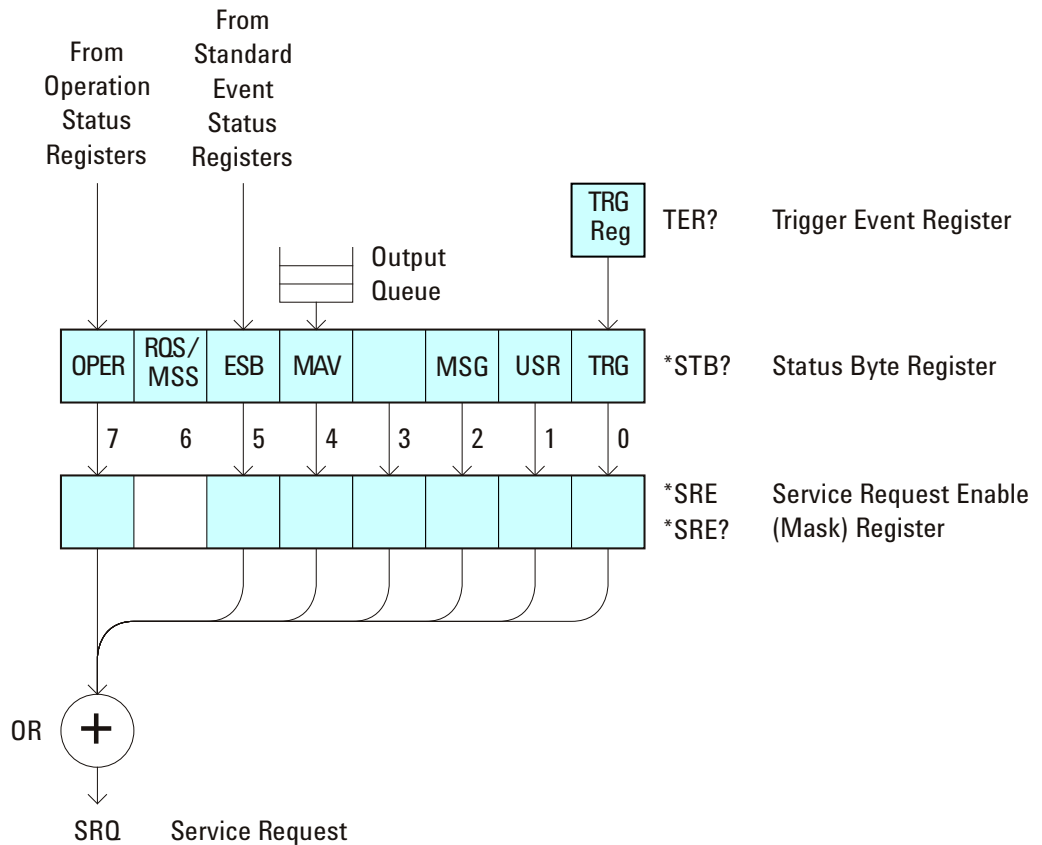 From
Operation
Status
Registers
From
Standard
Event
Status
Registers
TRG
Reg
TER? Trigger Event Register
Output
Queue
OPER RQS/ MSS ESB MAV MSG USR TRG *STB? Status Byte Register
7 6 5 4 3 2 1 0
*SRE Service Request Enable
*SRE? (Mask) Register
OR +
SRQ Service Request